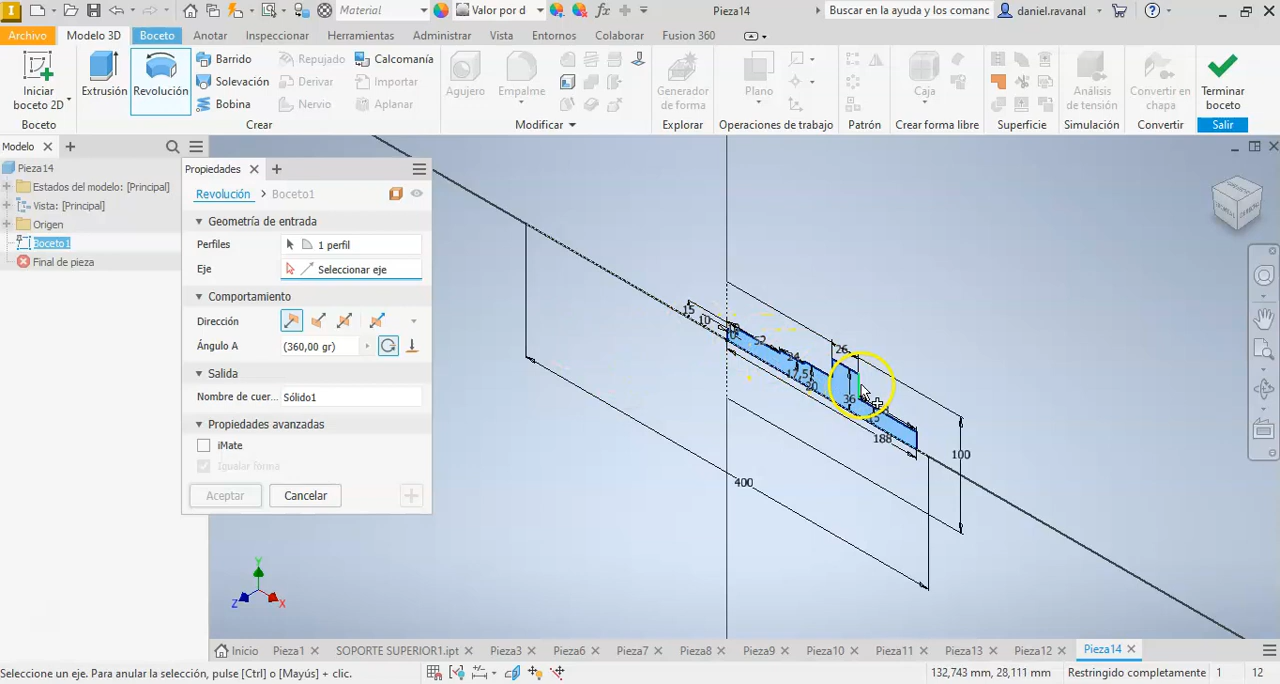 Material
Valor por d
fx
Pieza14
Buscar en la ayuda y los comanc
daniel.ravanal
Archivo Modelo 3D Boceto Anotar Inspeccionar Herramientas Administrar Vista Entornos Colaborar Fusion 360
Iniciar boceto 2D
Extrusión
Revolución
Barrido
Solevación
Bobina
Repujado
Derivar
Nervio
Calcomanía
Importar
Aplanar
Agujero
Empalme
Generador de forma
Plano
Caja
Análisis de tensión
Convertir en chapa
Terminar boceto
Boceto
Crear
Modificar
Explorar
Operaciones de trabajo
Patrón
Crear forma libre
Superficie
Simulación
Convertir
Salir
Modelo
Pieza14
Estados del modelo: [Principal]
Vista: [Principal]
Origen
Boceto1
Final de pieza
Propiedades
Revolución > Boceto1
Geometría de entrada
Perfiles 1 perfil
Eje Seleccionar eje
Comportamiento
Dirección
Ángulo A (360,00 gr)
Salida
Nombre de cuer... Sólido1
Propiedades avanzadas
iMate
Igualar forma
Aceptar Cancelar
15
10
52
24
17,5
20
26
36
15
188
100
400
Y
Z
X
Inicio Pieza1 SOPORTE SUPERIOR1.ipt Pieza3 Pieza6 Pieza7 Pieza8 Pieza9 Pieza10 Pieza11 Pieza13 Pieza12 Pieza14
Seleccione un eje. Para anular la selección, pulse [Ctrl] o [Mayús] + clic.
132,743 mm, 28,111 mm Restringido completamente 1 12